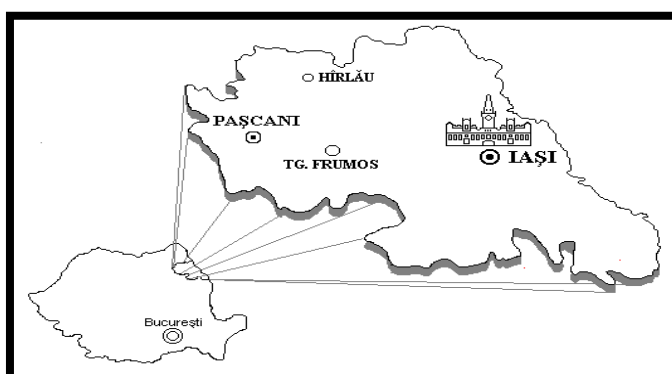 HÎRLĂU
PAŞCANI
TG. FRUMOS
IAŞI
Bucureşti